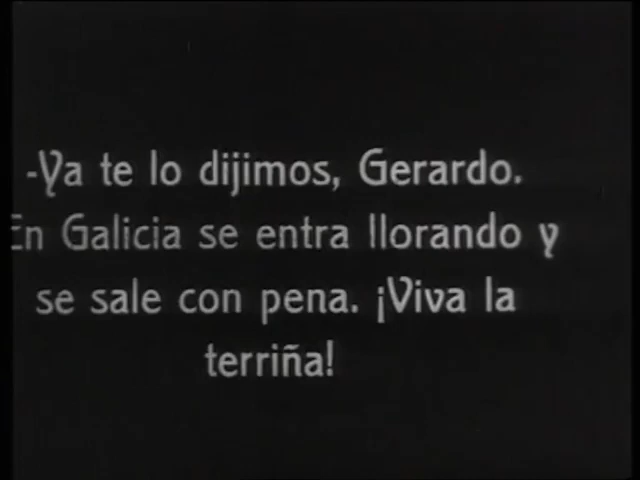 -Ya te lo dijimos, Gerardo.
En Galicia se entra llorando y
se sale con pena. ¡Viva la
terriña!